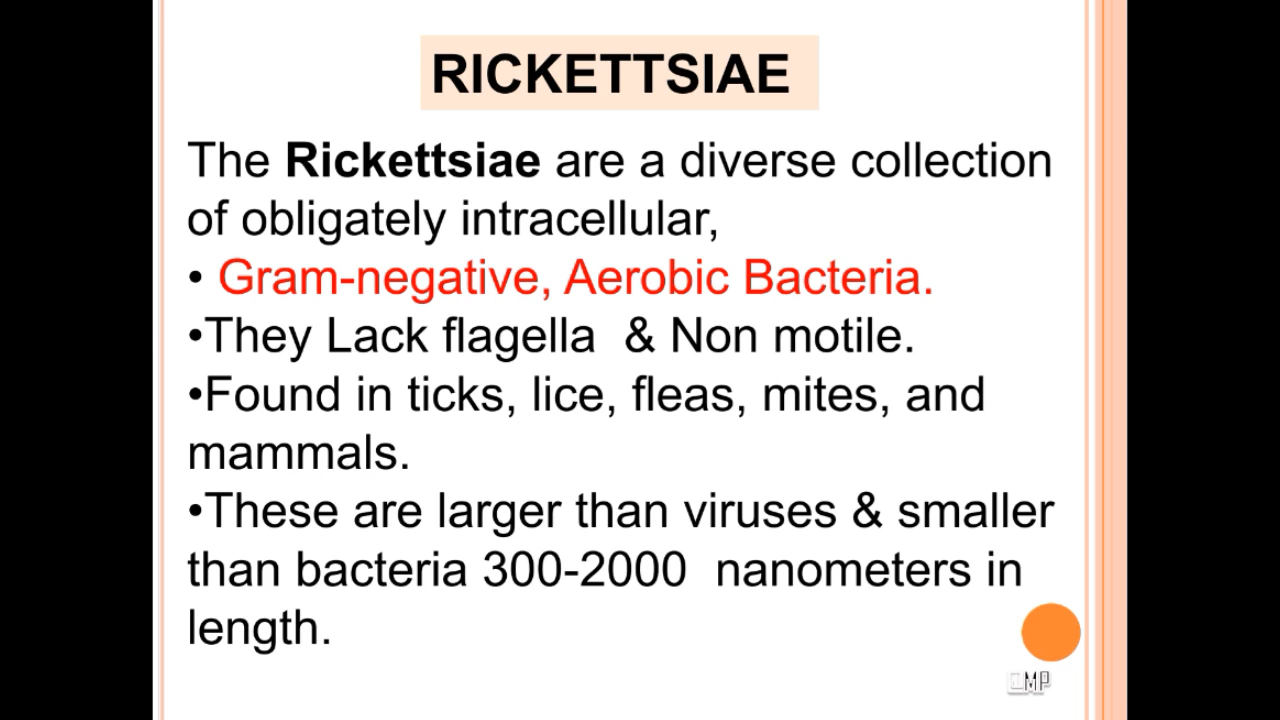 RICKETTSIAE
The Rickettsiae are a diverse collection
of obligately intracellular,
• Gram-negative, Aerobic Bacteria.
•They Lack flagella & Non motile.
•Found in ticks, lice, fleas, mites, and
mammals.
•These are larger than viruses & smaller
than bacteria 300-2000 nanometers in
length.